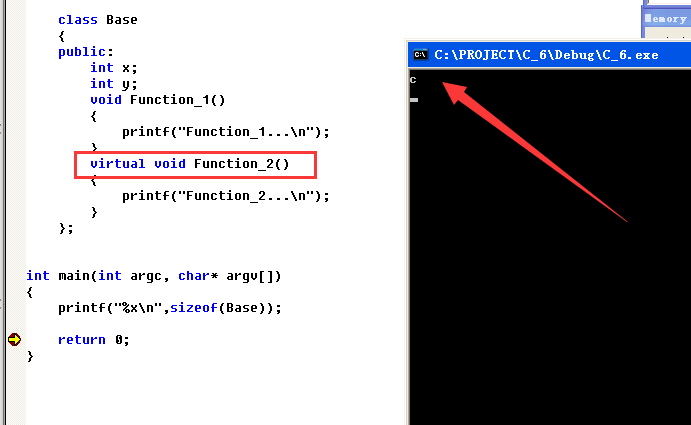 class Base
{
public:
    int x;
    int y;
    void Function_1()
    {
        printf("Function_1...\n");
    }
    virtual void Function_2()
    {
        printf("Function_2...\n");
    }
};
int main(int argc, char* argv[])
{
    printf("%x\n",sizeof(Base));
    return 0;
}
Memory
C:\PROJECT\C_6\Debug\C_6.exe
c